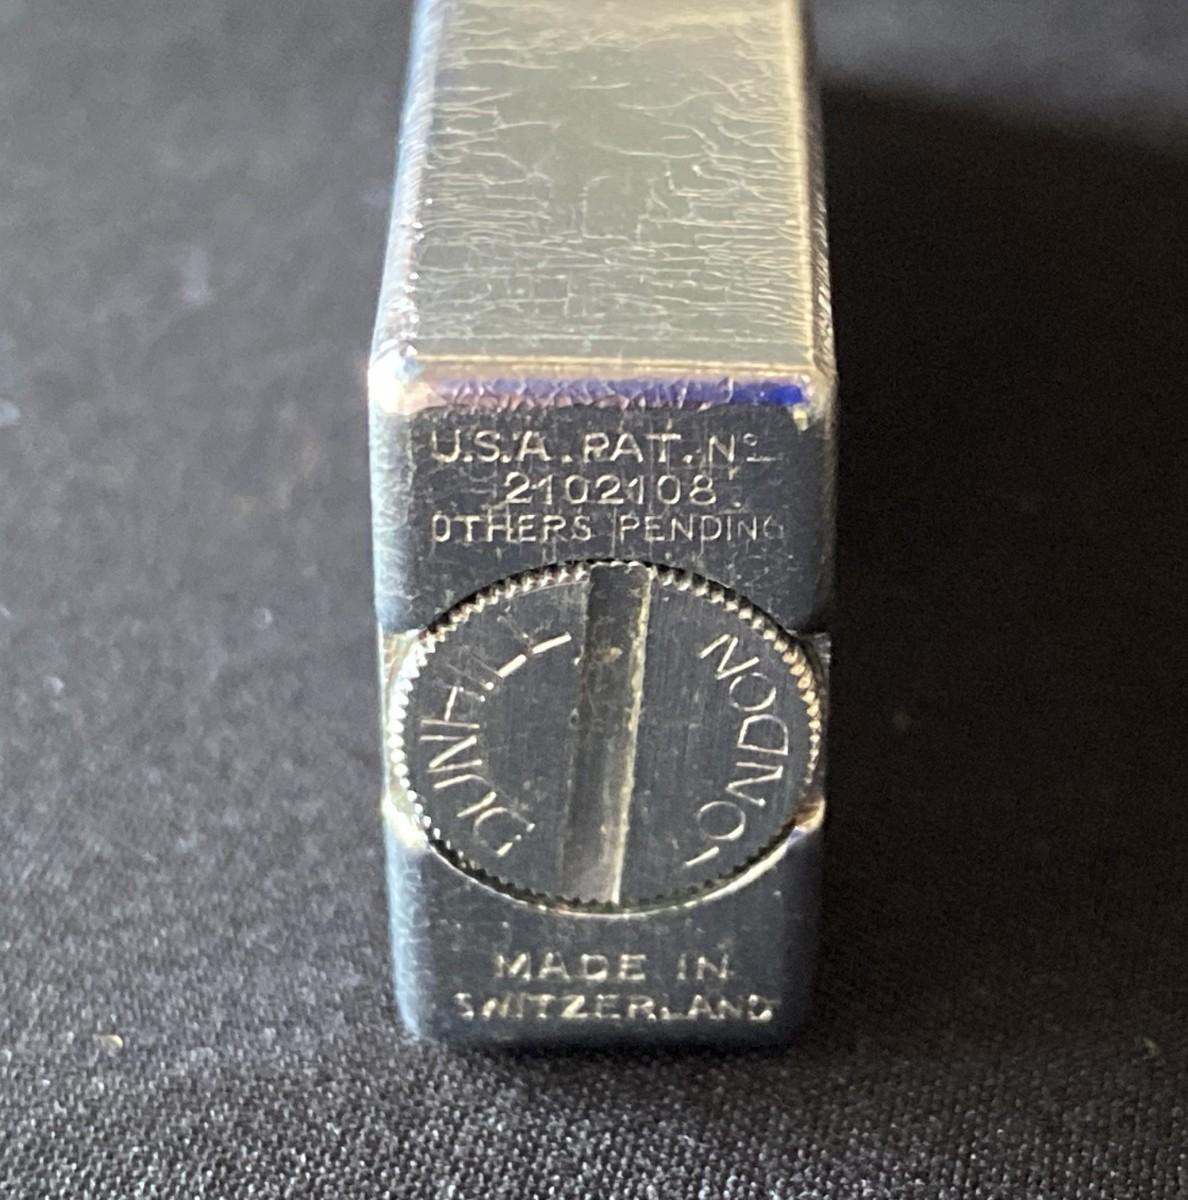 U.S.A. PAT. Nº
2102108
OTHERS PENDING
DUNHILL
LONDON
MADE IN
SWITZERLAND